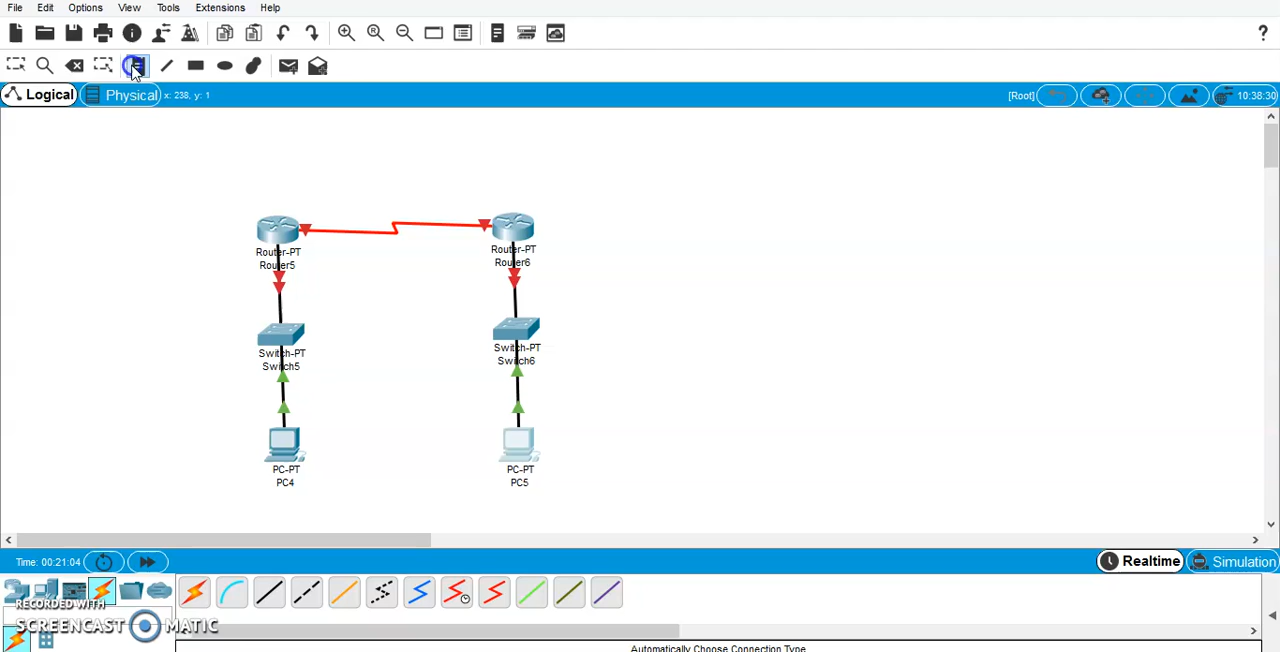 File Edit Options View Tools Extensions Help
?
Logical Physical x: 238, y: 1 [Root] 10:38:30
Router-PT
Router5
Router-PT
Router6
Switch-PT
Switch5
Switch-PT
Switch6
PC-PT
PC4
PC-PT
PC5
Time: 00:21:04 Realtime Simulation
RECORDED WITH
SCREENCAST MATIC
Automatically Choose Connection Type